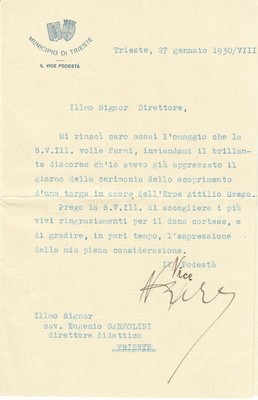 MUNICIPIO DI TRIESTE
IL VICE PODESTÀ
Trieste, 27 gennaio 1930/VIII
Illmo Signor Direttore,
Mi riuscì caro assai l'omaggio che la
S.V.Ill. volle farmi, inviandomi il brillan-
te discorso ch'io avevo già apprezzato il
giorno della cerimonia dello scoprimento
d'una targa in onore dell'Eroe Attilio Grego.
Prego la S.V.Ill. di accogliere i più
vivi ringraziamenti per il dono cortese, e
di gradire, in pari tempo, l'espressione
della mia piena considerazione.
Vice
Il Podestà
Illmo Signor
cav. Eugenio GARZOLINI
direttore didattico
TRIESTE